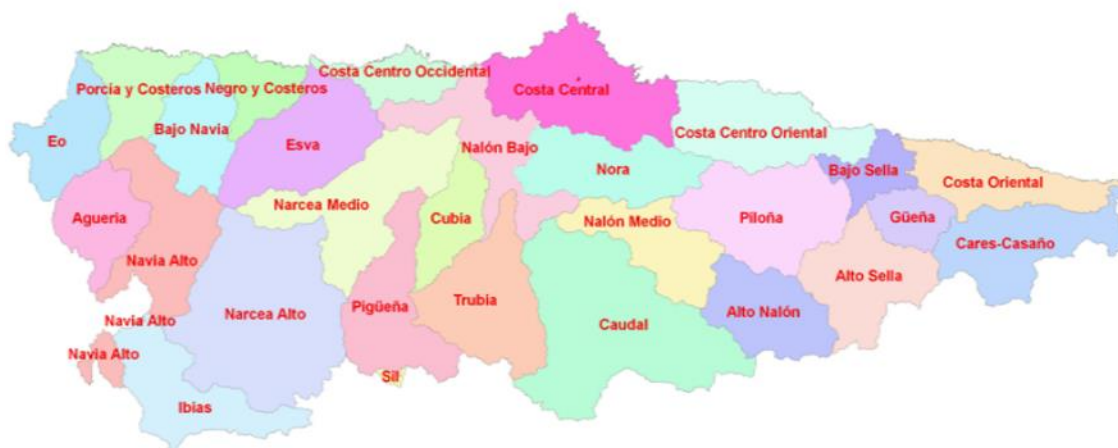 Costa Centro Occidental
Costa Central
Porcía y Costeros
Negro y Costeros
Bajo Navia
Eo
Esva
Nalón Bajo
Costa Centro Oriental
Nora
Bajo Sella
Costa Oriental
Agueria
Narcea Medio
Cubia
Nalón Medio
Piloña
Güeña
Cares-Casaño
Navia Alto
Alto Sella
Navia Alto
Narcea Alto
Pigüeña
Trubia
Caudal
Alto Nalón
Navia Alto
Sil
Ibias